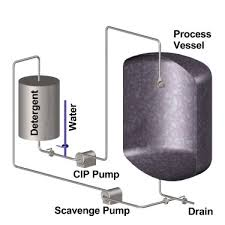 Process
Vessel
Detergent
Water
CIP Pump
Scavenge Pump
Drain